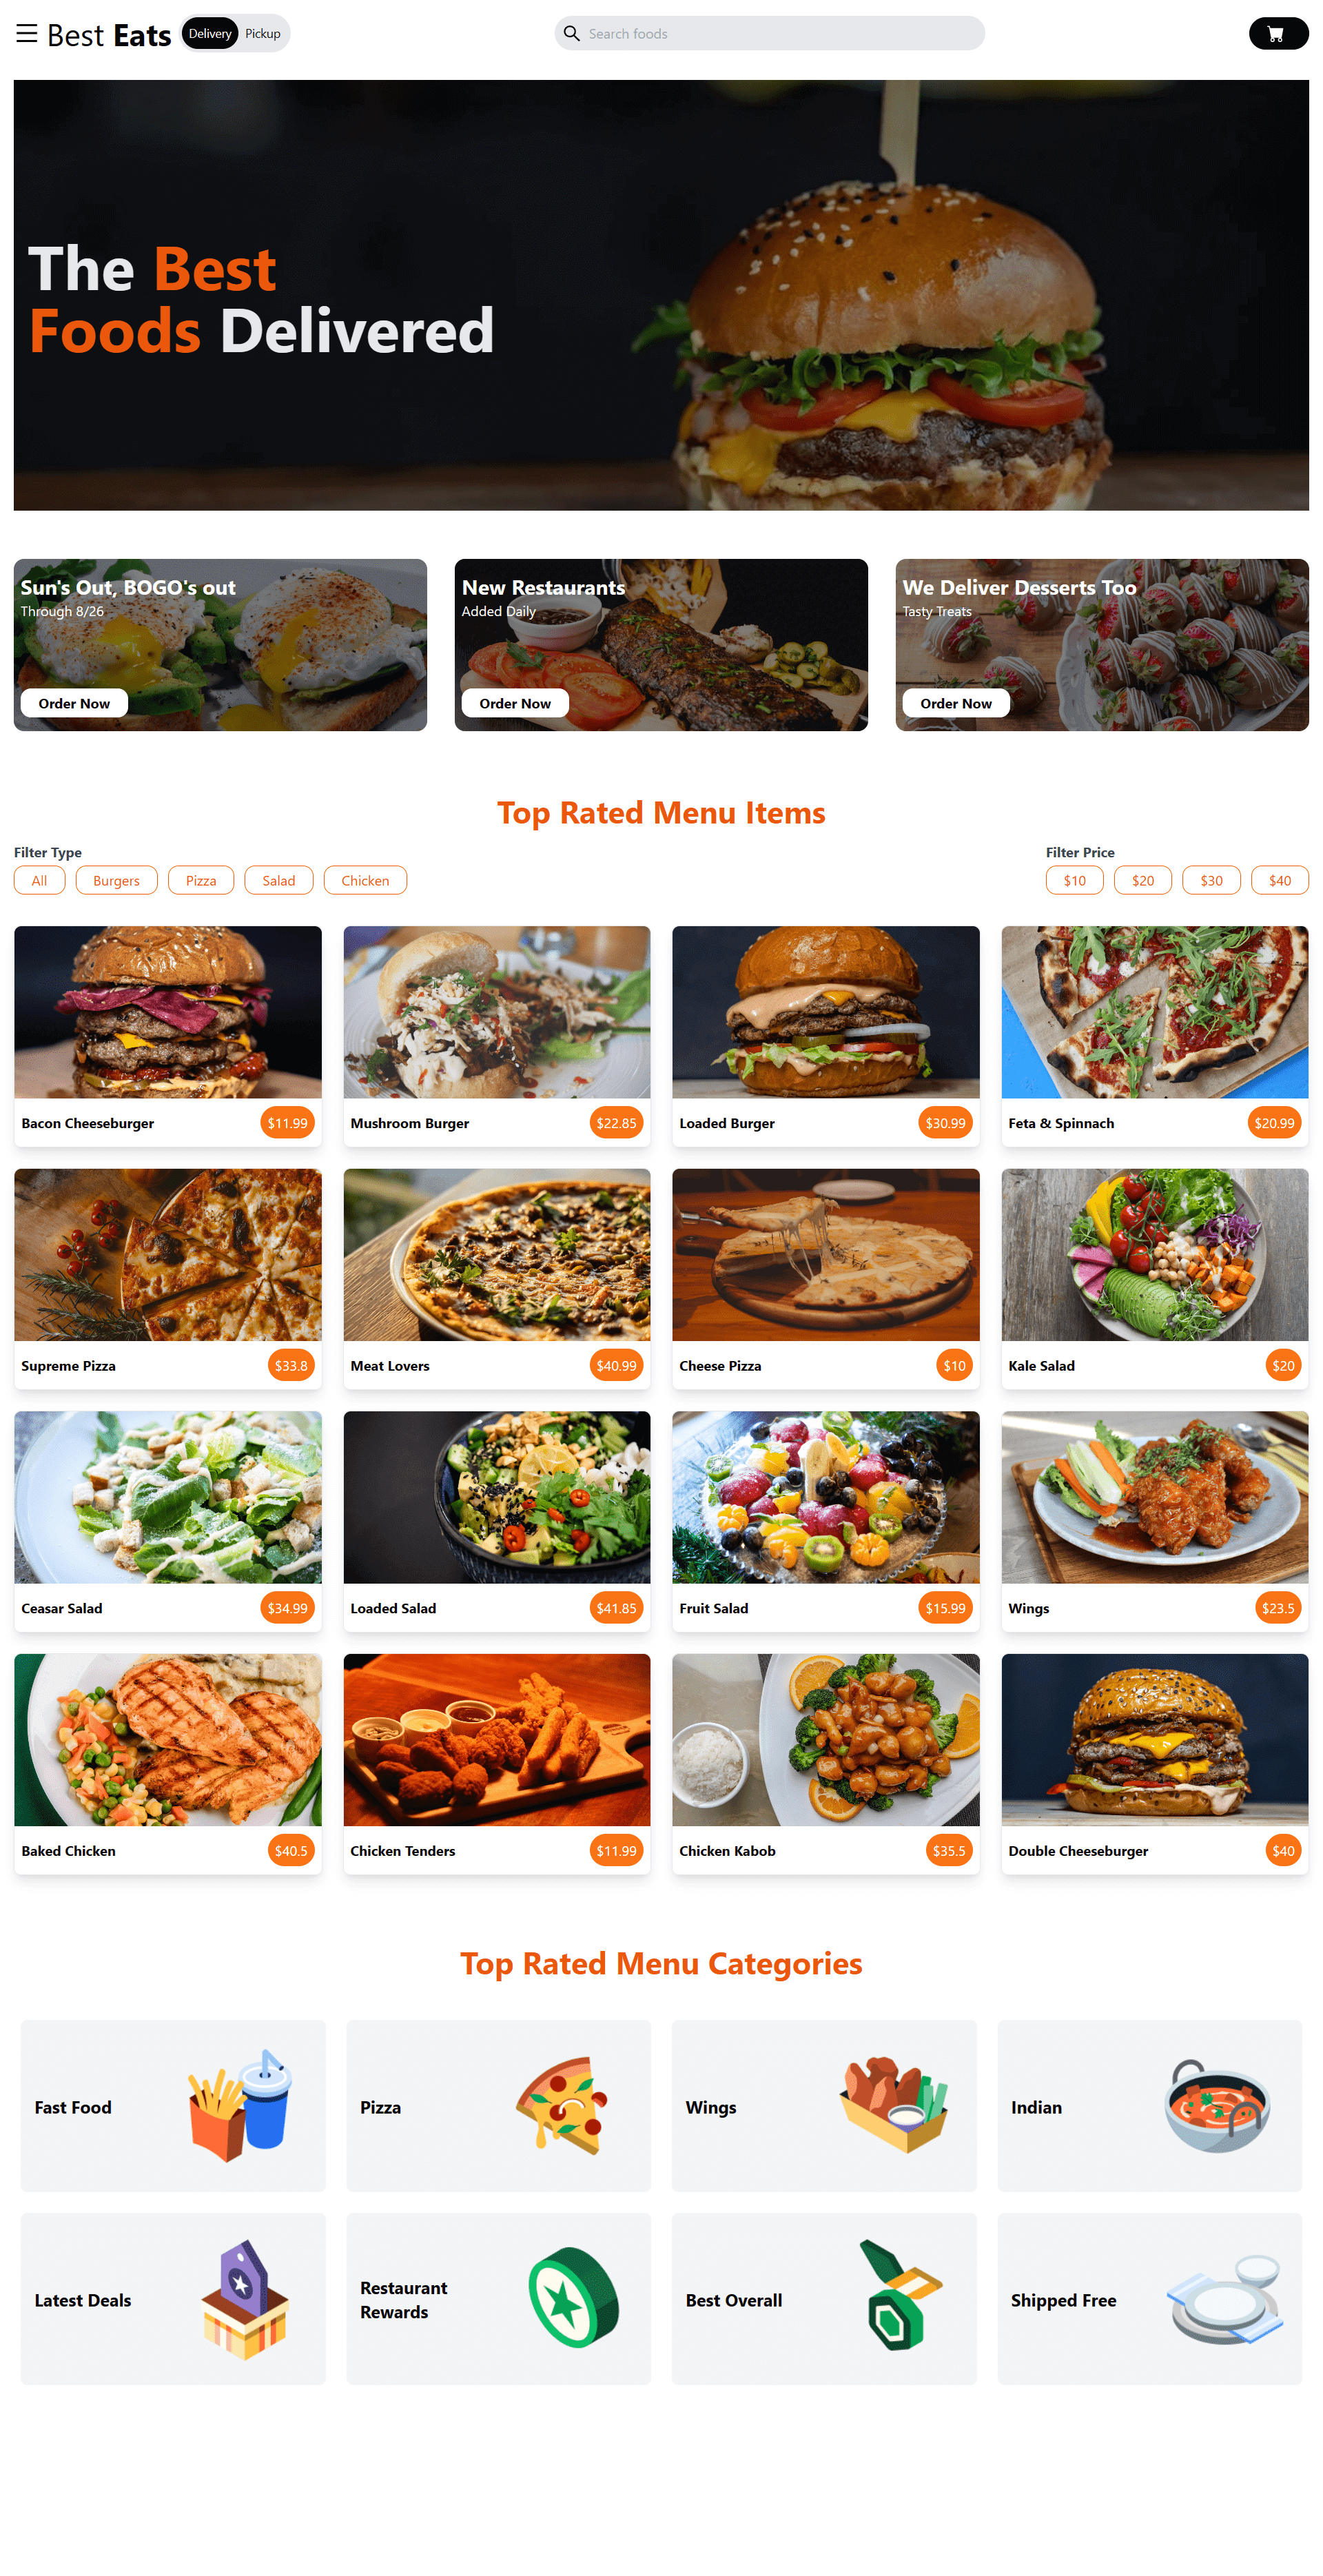 Best Eats Delivery Pickup Search foods
The Best
Foods Delivered
Sun's Out, BOGO's out
Through 8/26
Order Now
New Restaurants
Added Daily
Order Now
We Deliver Desserts Too
Tasty Treats
Order Now
Top Rated Menu Items
Filter Type
All Burgers Pizza Salad Chicken
Filter Price
$10 $20 $30 $40
Bacon Cheeseburger $11.99
Mushroom Burger $22.85
Loaded Burger $30.99
Feta & Spinnach $20.99
Supreme Pizza $33.8
Meat Lovers $40.99
Cheese Pizza $10
Kale Salad $20
Ceasar Salad $34.99
Loaded Salad $41.85
Fruit Salad $15.99
Wings $23.5
Baked Chicken $40.5
Chicken Tenders $11.99
Chicken Kabob $35.5
Double Cheeseburger $40
Top Rated Menu Categories
Fast Food
Pizza
Wings
Indian
Latest Deals
Restaurant
Rewards
Best Overall
Shipped Free